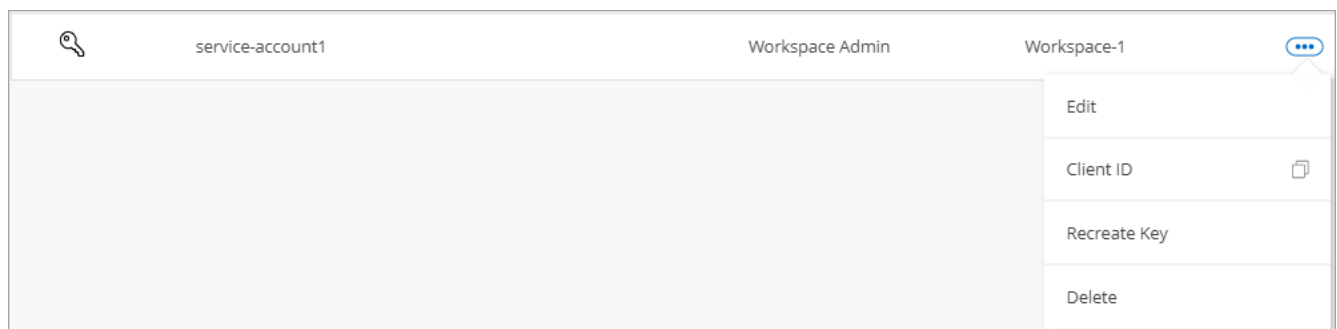 service-account1 Workspace Admin Workspace-1
Edit
Client ID
Recreate Key
Delete